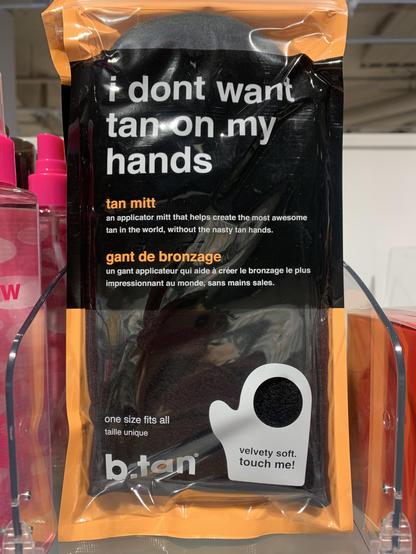 i dont want
tan on my
hands
tan mitt
an applicator mitt that helps create the most awesome
tan in the world, without the nasty tan hands.
gant de bronzage
un gant applicateur qui aide à créer le bronzage le plus
impressionnant au monde, sans mains sales.
one size fits all
taille unique
b.tan
velvety soft.
touch me!